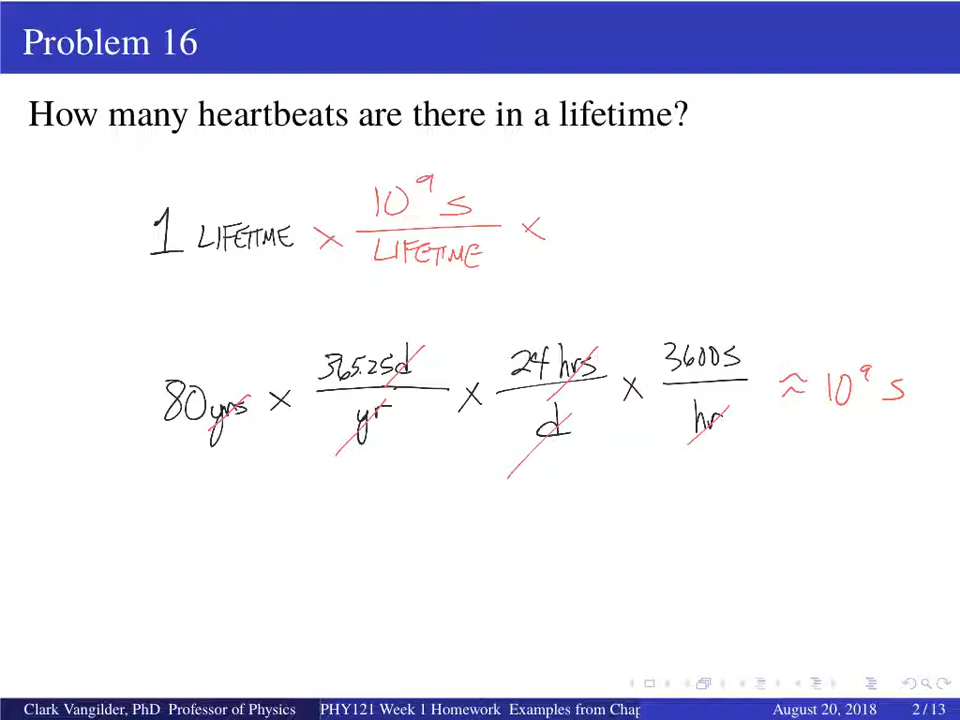 Problem 16
How many heartbeats are there in a lifetime?
1 LIFETIME × 10⁹ s / LIFETIME ×
80 yrs × 365.25 d / yr × 24 hrs / d × 3600 s / hr ≈ 10⁹ s
Clark Vangilder, PhD Professor of Physics PHY121 Week 1 Homework Examples from Chap August 20, 2018 2 / 13